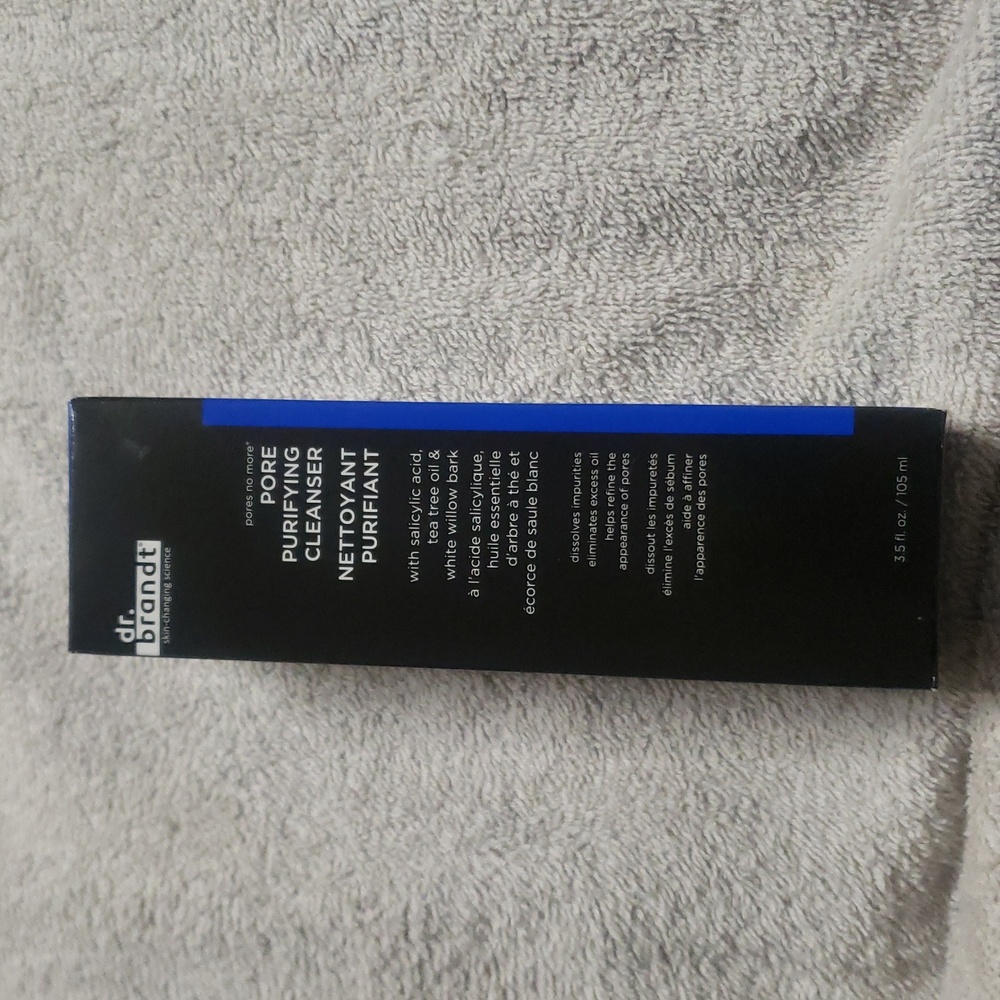 dr.
brandt®
skin-changing science
pores no more®
PORE
PURIFYING
CLEANSER
NETTOYANT
PURIFIANT
with salicylic acid,
tea tree oil &
white willow bark
à l'acide salicylique,
huile essentielle
d'arbre à thé et
écorce de saule blanc
dissolves impurities
eliminates excess oil
helps refine the
appearance of pores
dissout les impuretés
élimine l'excès de sébum
aide à affiner
l'apparence des pores
3.5 fl. oz. / 105 ml